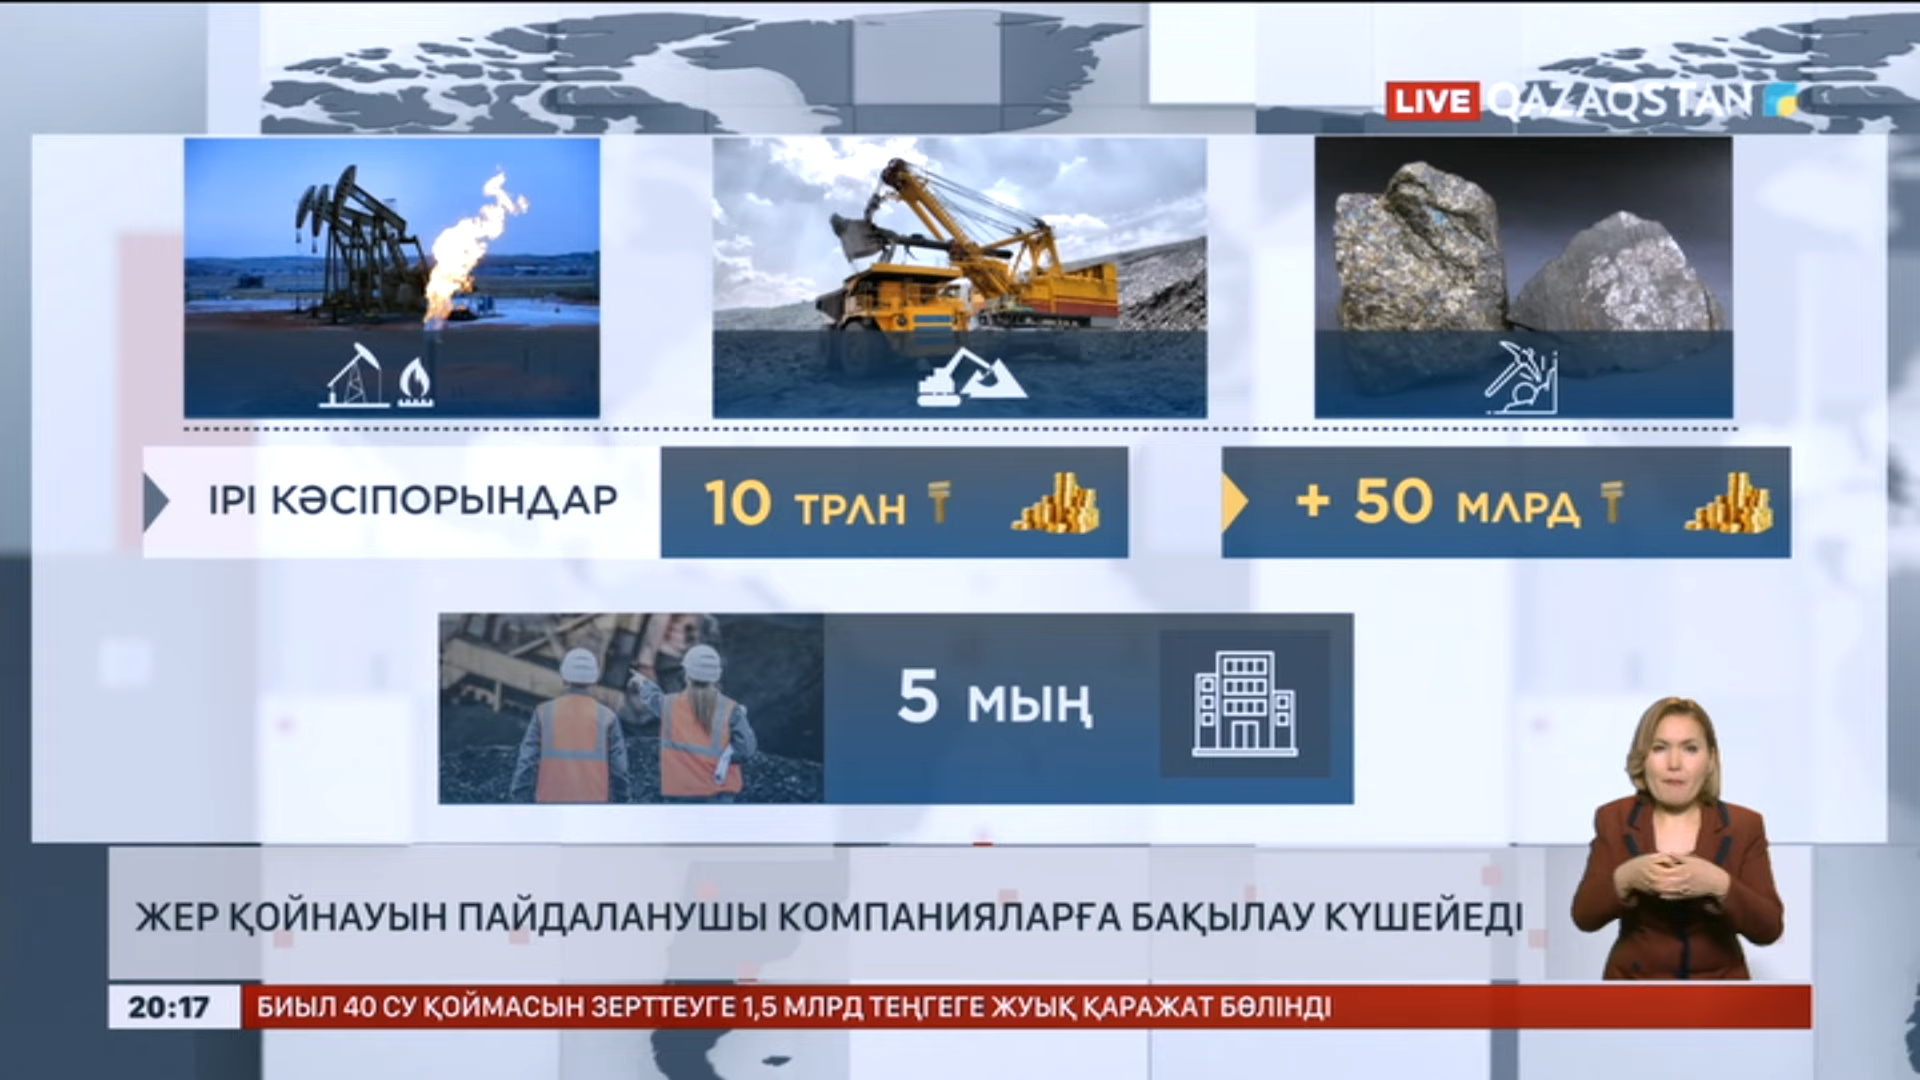 LIVE QAZAQSTAN
ІРІ КӘСІПОРЫНДАР
10 ТРЛН ₸
+ 50 МЛРД ₸
5 МЫҢ
ЖЕР ҚОЙНАУЫН ПАЙДАЛАНУШЫ КОМПАНИЯЛАРҒА БАҚЫЛАУ КҮШЕЙЕДІ
20:17 БИЫЛ 40 СУ ҚОЙМАСЫН ЗЕРТТЕУГЕ 1,5 МЛРД ТЕҢГЕГЕ ЖУЫҚ ҚАРАЖАТ БӨЛІНДІ